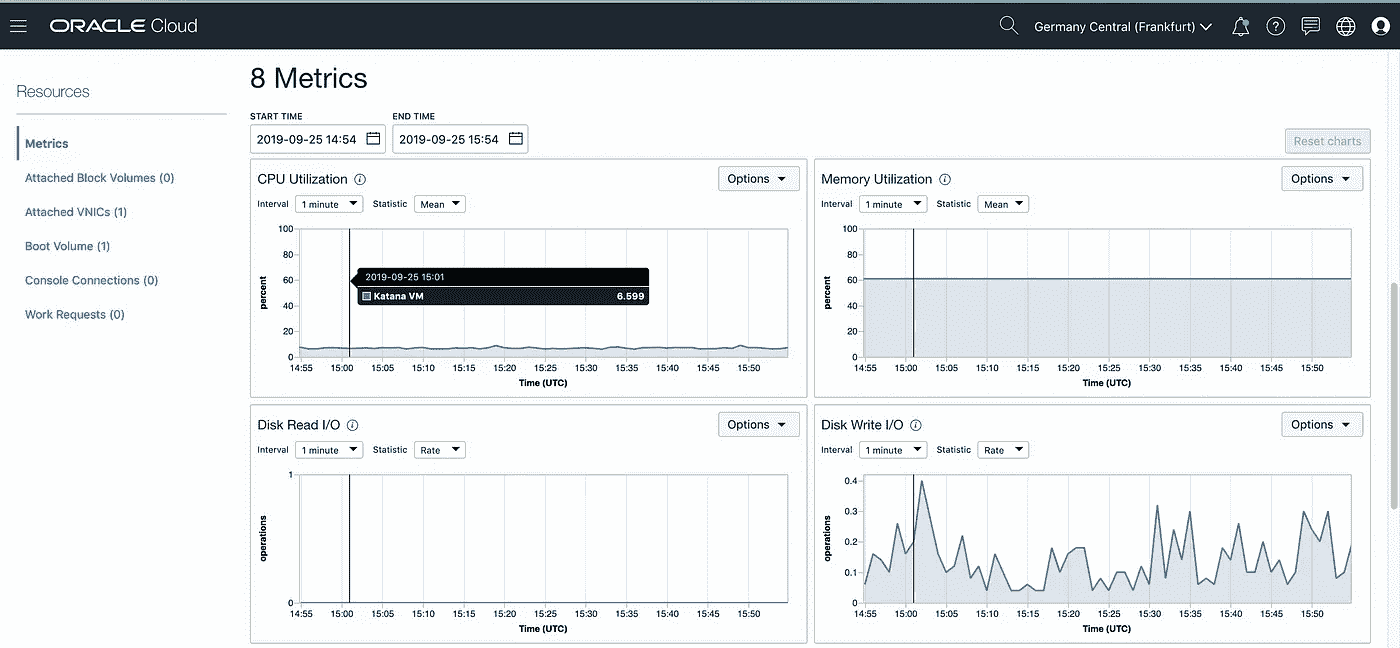 ORACLE Cloud
Germany Central (Frankfurt)
Resources
Metrics
Attached Block Volumes (0)
Attached VNICs (1)
Boot Volume (1)
Console Connections (0)
Work Requests (0)
8 Metrics
START TIME
END TIME
2019-09-25 14:54
2019-09-25 15:54
Reset charts
CPU Utilization
Options
Interval 1 minute Statistic Mean
100
80
60
40
20
0
percent
2019-09-25 15:01
Katana VM 6.599
14:55 15:00 15:05 15:10 15:15 15:20 15:25 15:30 15:35 15:40 15:45 15:50
Time (UTC)
Memory Utilization
Options
Interval 1 minute Statistic Mean
100
80
60
40
20
0
percent
14:55 15:00 15:05 15:10 15:15 15:20 15:25 15:30 15:35 15:40 15:45 15:50
Time (UTC)
Disk Read I/O
Options
Interval 1 minute Statistic Rate
1
0
operations
14:55 15:00 15:05 15:10 15:15 15:20 15:25 15:30 15:35 15:40 15:45 15:50
Time (UTC)
Disk Write I/O
Options
Interval 1 minute Statistic Rate
0.4
0.3
0.2
0.1
0
operations
14:55 15:00 15:05 15:10 15:15 15:20 15:25 15:30 15:35 15:40 15:45 15:50
Time (UTC)